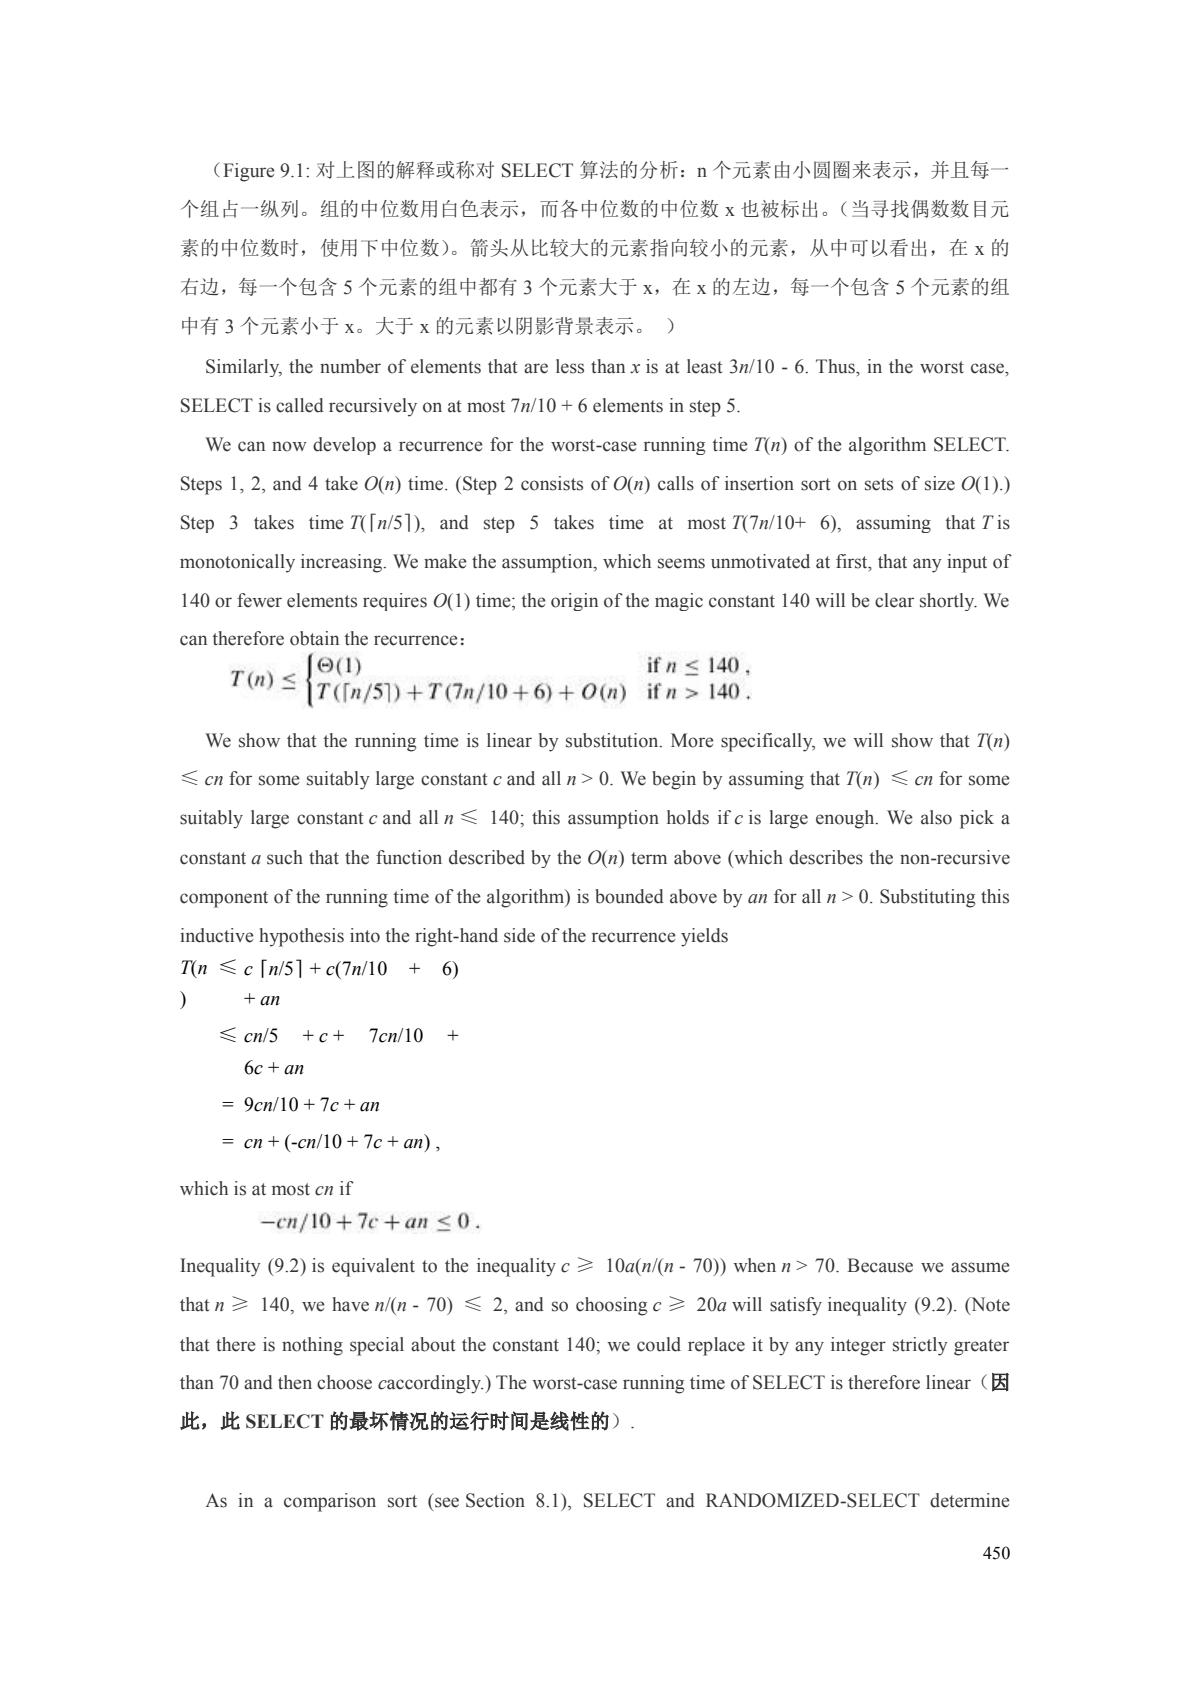 （Figure 9.1: 对上图的解释或称对 SELECT 算法的分析：n 个元素由小圆圈来表示，并且每一
个组占一纵列。组的中位数用白色表示，而各中位数的中位数 x 也被标出。（当寻找偶数数目元
素的中位数时，使用下中位数）。箭头从比较大的元素指向较小的元素，从中可以看出，在 x 的
右边，每一个包含 5 个元素的组中都有 3 个元素大于 x，在 x 的左边，每一个包含 5 个元素的组
中有 3 个元素小于 x。大于 x 的元素以阴影背景表示。 ）
Similarly, the number of elements that are less than x is at least 3n/10 - 6. Thus, in the worst case,
SELECT is called recursively on at most 7n/10 + 6 elements in step 5.
We can now develop a recurrence for the worst-case running time T(n) of the algorithm SELECT.
Steps 1, 2, and 4 take O(n) time. (Step 2 consists of O(n) calls of insertion sort on sets of size O(1).)
Step 3 takes time T(⌈n/5⌉), and step 5 takes time at most T(7n/10+ 6), assuming that T is
monotonically increasing. We make the assumption, which seems unmotivated at first, that any input of
140 or fewer elements requires O(1) time; the origin of the magic constant 140 will be clear shortly. We
can therefore obtain the recurrence：
T(n) ≤ { Θ(1) if n ≤ 140 ,
T(⌈n/5⌉) + T(7n/10 + 6) + O(n) if n > 140 .
We show that the running time is linear by substitution. More specifically, we will show that T(n)
≤ cn for some suitably large constant c and all n > 0. We begin by assuming that T(n) ≤ cn for some
suitably large constant c and all n ≤ 140; this assumption holds if c is large enough. We also pick a
constant a such that the function described by the O(n) term above (which describes the non-recursive
component of the running time of the algorithm) is bounded above by an for all n > 0. Substituting this
inductive hypothesis into the right-hand side of the recurrence yields
T(n ≤ c ⌈n/5⌉ + c(7n/10 + 6)
) + an
≤ cn/5 + c + 7cn/10 +
6c + an
= 9cn/10 + 7c + an
= cn + (-cn/10 + 7c + an) ,
which is at most cn if
−cn/10 + 7c + an ≤ 0 .
Inequality (9.2) is equivalent to the inequality c ≥ 10a(n/(n - 70)) when n > 70. Because we assume
that n ≥ 140, we have n/(n - 70) ≤ 2, and so choosing c ≥ 20a will satisfy inequality (9.2). (Note
that there is nothing special about the constant 140; we could replace it by any integer strictly greater
than 70 and then choose caccordingly.) The worst-case running time of SELECT is therefore linear（因
此，此 SELECT 的最坏情况的运行时间是线性的）.
As in a comparison sort (see Section 8.1), SELECT and RANDOMIZED-SELECT determine
450